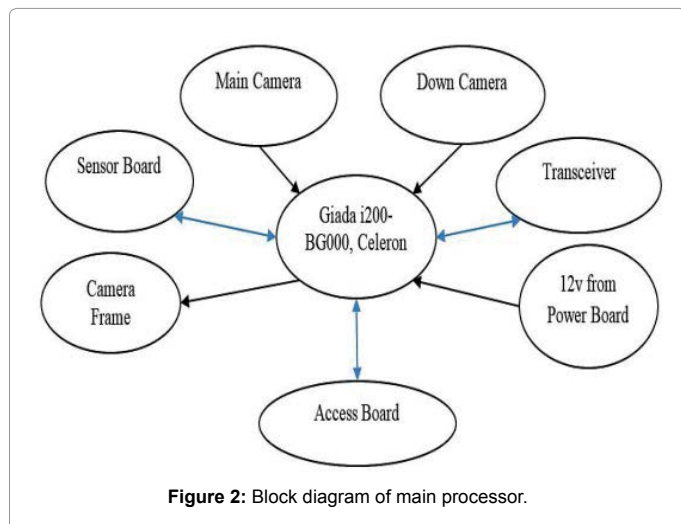 Main Camera
Down Camera
Sensor Board
Transceiver
Giada i200-
BG000, Celeron
Camera
Frame
12v from
Power Board
Access Board
Figure 2: Block diagram of main processor.